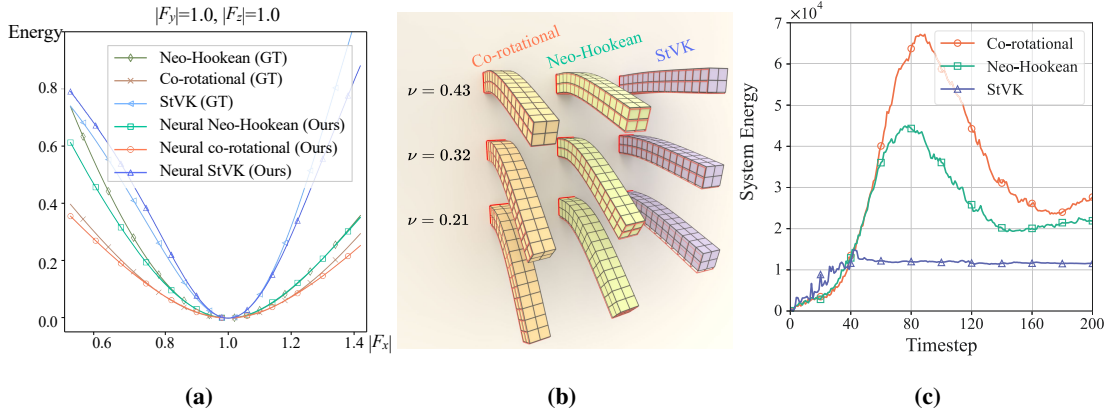 |F_y|=1.0, |F_z|=1.0
Energy
Neo-Hookean (GT)
Co-rotational (GT)
StVK (GT)
Neural Neo-Hookean (Ours)
Neural co-rotational (Ours)
Neural StVK (Ours)
0.8
0.6
0.4
0.2
0.0
0.6
0.8
1.0
1.2
1.4
|F_x|
(a)
Co-rotational
Neo-Hookean
StVK
ν = 0.43
ν = 0.32
ν = 0.21
(b)
×10⁴
7
6
5
4
3
2
1
0
System Energy
Co-rotational
Neo-Hookean
StVK
0
40
80
120
160
200
Timestep
(c)